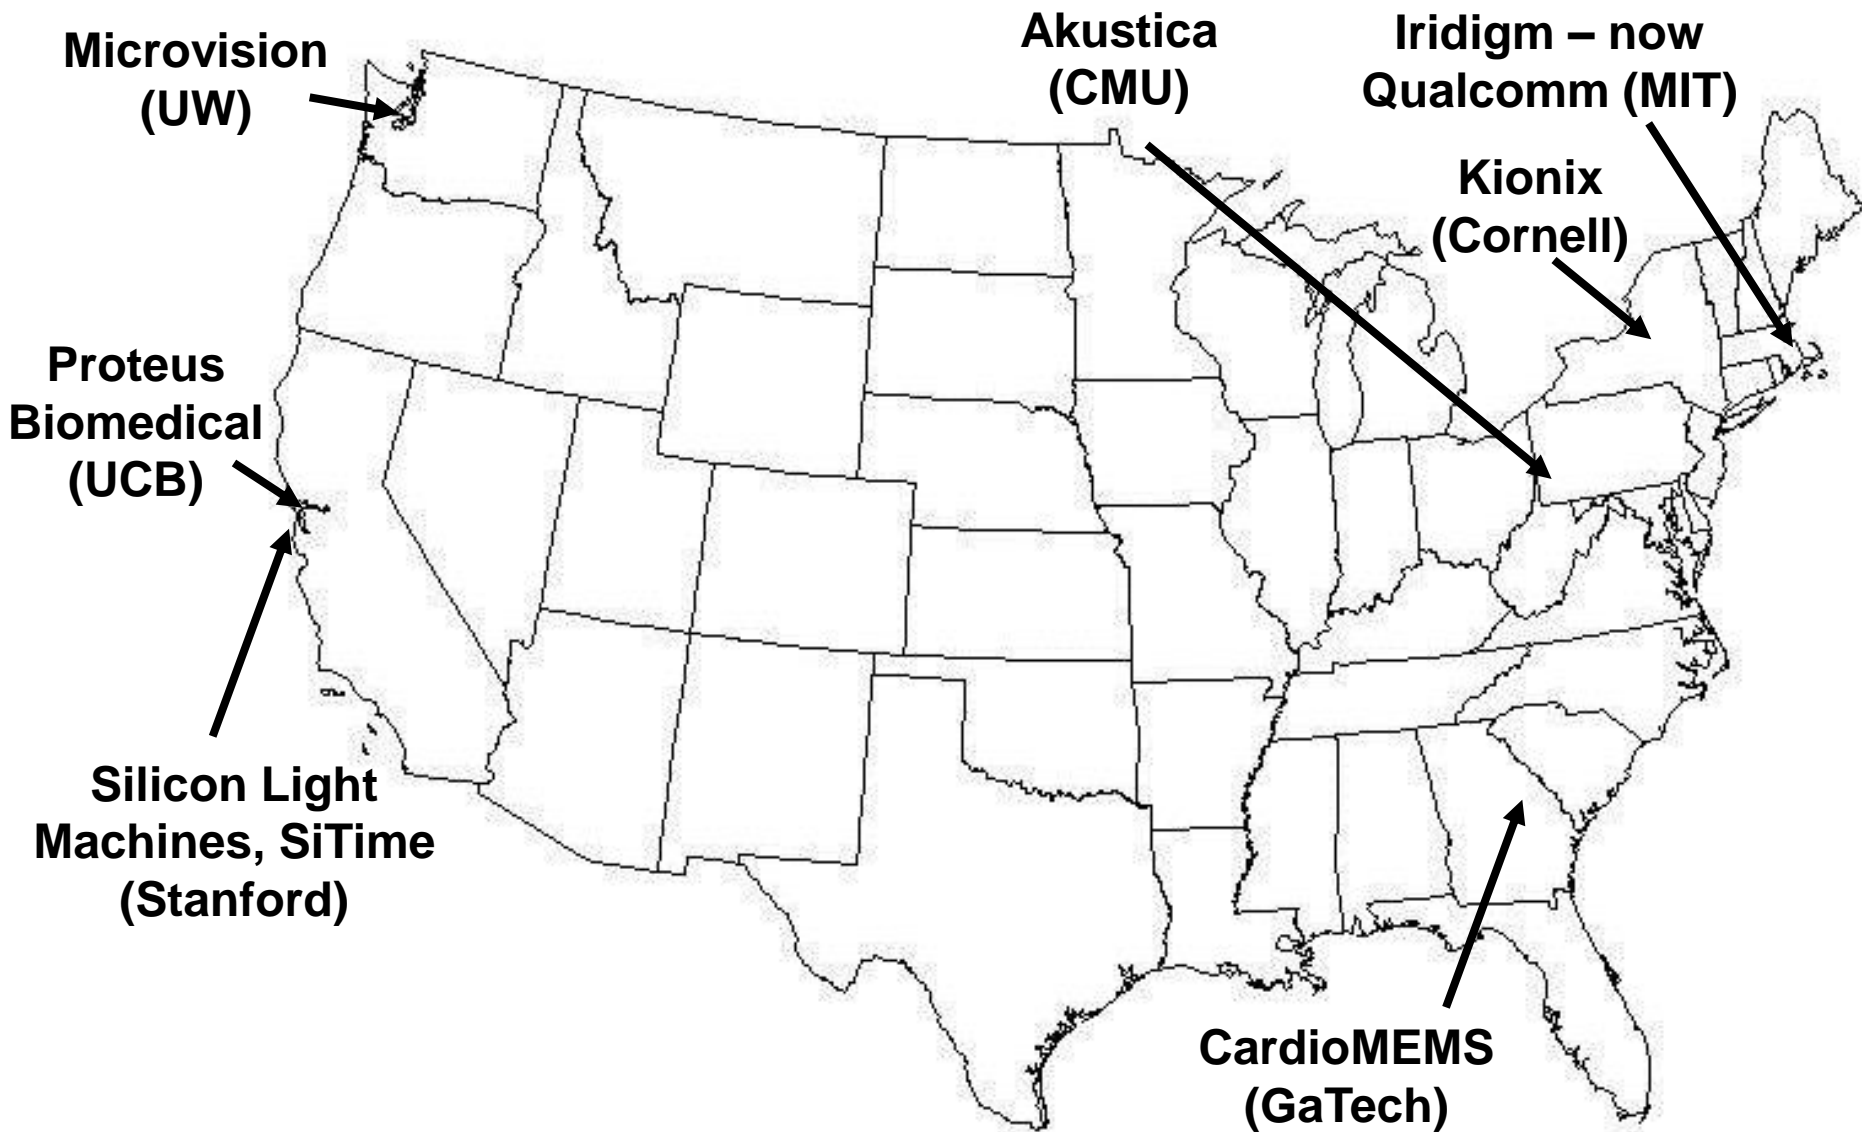 Microvision
(UW)
Akustica
(CMU)
Iridigm – now
Qualcomm (MIT)
Kionix
(Cornell)
Proteus
Biomedical
(UCB)
Silicon Light
Machines, SiTime
(Stanford)
CardioMEMS
(GaTech)